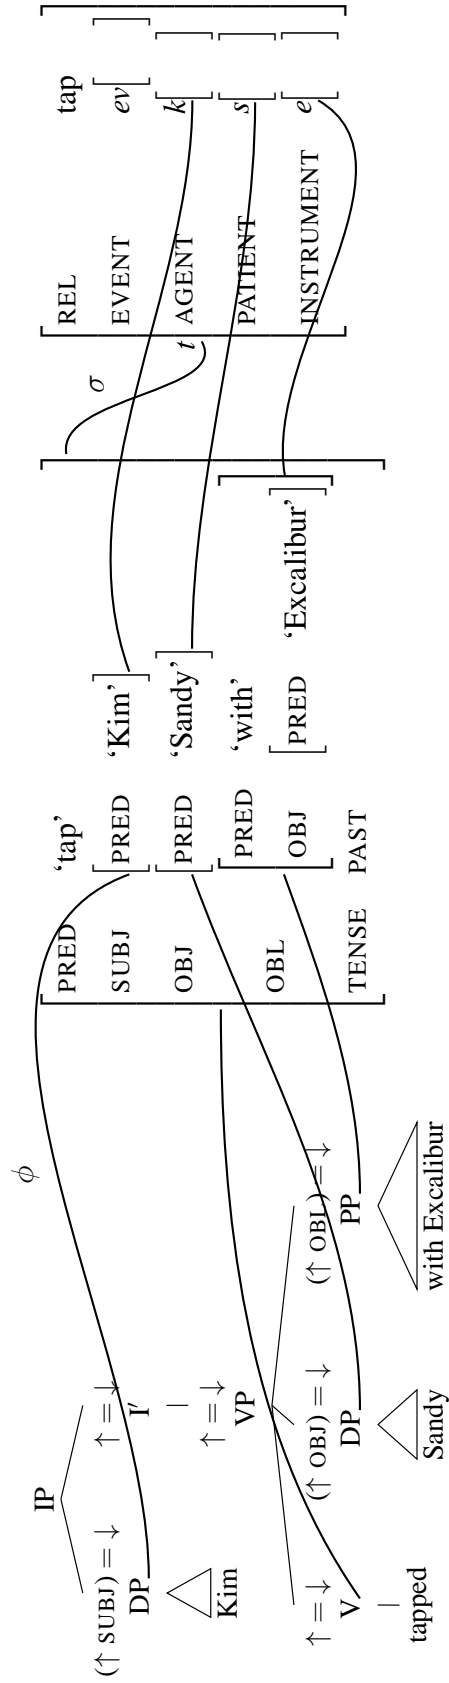 ϕ
σ
IP
(↑ SUBJ) = ↓
DP
Kim
↑ = ↓
I′
↑ = ↓
VP
↑ = ↓
V
tapped
(↑ OBJ) = ↓
DP
Sandy
(↑ OBL) = ↓
PP
with Excalibur
PRED ‘tap’
SUBJ [PRED ‘Kim’]
OBJ [PRED ‘Sandy’]
OBL
PRED ‘with’
OBJ [PRED ‘Excalibur’]
TENSE PAST
t
REL tap
EVENT ev [ ]
AGENT k [ ]
PATIENT s [ ]
INSTRUMENT e [ ]